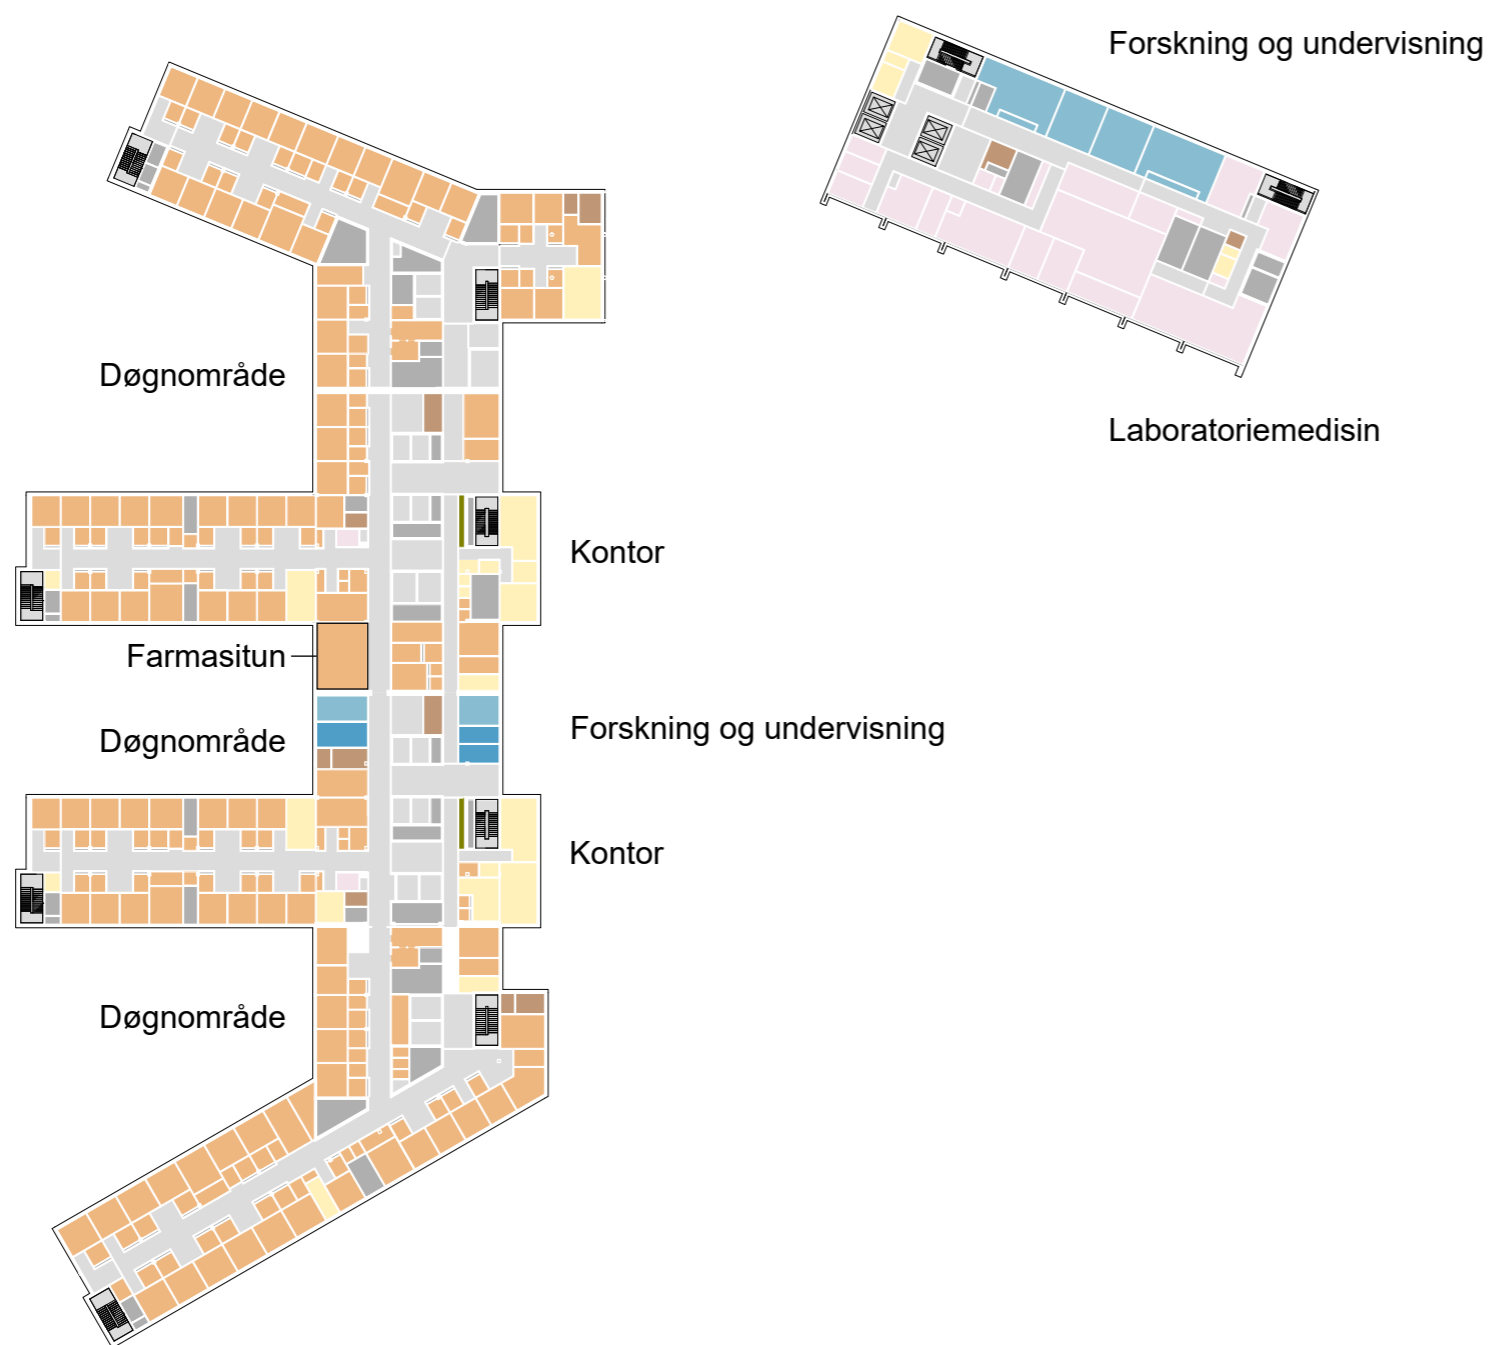 Forskning og undervisning
Døgnområde
Laboratoriemedisin
Kontor
Farmasitun
Døgnområde
Forskning og undervisning
Kontor
Døgnområde